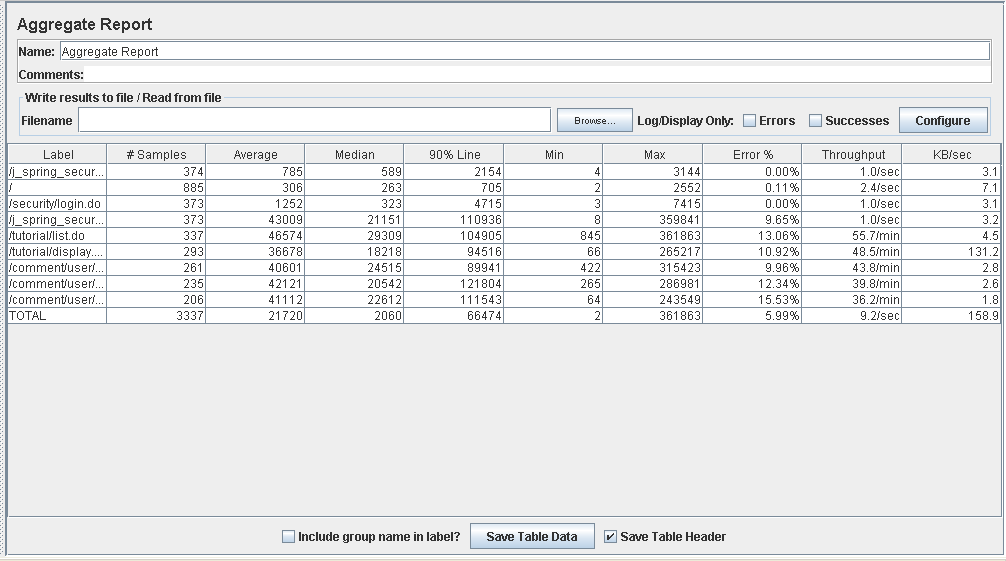 Aggregate Report
Name: Aggregate Report
Comments:
Write results to file / Read from file
Filename Browse... Log/Display Only: Errors Successes Configure
Label # Samples Average Median 90% Line Min Max Error % Throughput KB/sec
/j_spring_secur... 374 785 589 2154 4 3144 0.00% 1.0/sec 3.1
/ 885 306 263 705 2 2552 0.11% 2.4/sec 7.1
/security/login.do 373 1252 323 4715 3 7415 0.00% 1.0/sec 3.1
/j_spring_secur... 373 43009 21151 110936 8 359841 9.65% 1.0/sec 3.2
/tutorial/list.do 337 46574 29309 104905 845 361863 13.06% 55.7/min 4.5
/tutorial/display.... 293 36678 18218 94516 66 265217 10.92% 48.5/min 131.2
/comment/user/... 261 40601 24515 89941 422 315423 9.96% 43.8/min 2.8
/comment/user/... 235 42121 20542 121804 265 286981 12.34% 39.8/min 2.6
/comment/user/... 206 41112 22612 111543 64 243549 15.53% 36.2/min 1.8
TOTAL 3337 21720 2060 66474 2 361863 5.99% 9.2/sec 158.9
Include group name in label? Save Table Data Save Table Header